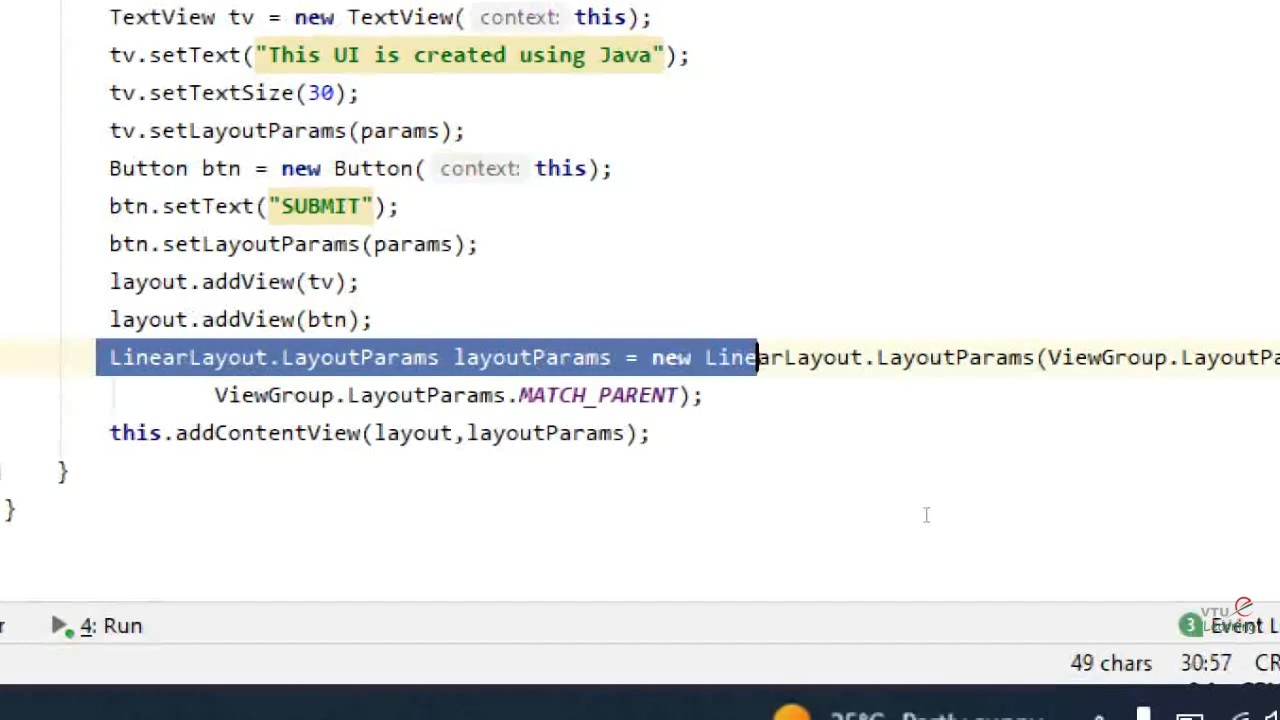 TextView tv = new TextView( context: this);
tv.setText("This UI is created using Java");
tv.setTextSize(30);
tv.setLayoutParams(params);
Button btn = new Button( context: this);
btn.setText("SUBMIT");
btn.setLayoutParams(params);
layout.addView(tv);
layout.addView(btn);
LinearLayout.LayoutParams layoutParams = new LinearLayout.LayoutParams(ViewGroup.LayoutPa
ViewGroup.LayoutParams.MATCH_PARENT);
this.addContentView(layout,layoutParams);
}
}
4: Run
3 Event L
VTU
49 chars 30:57 CR